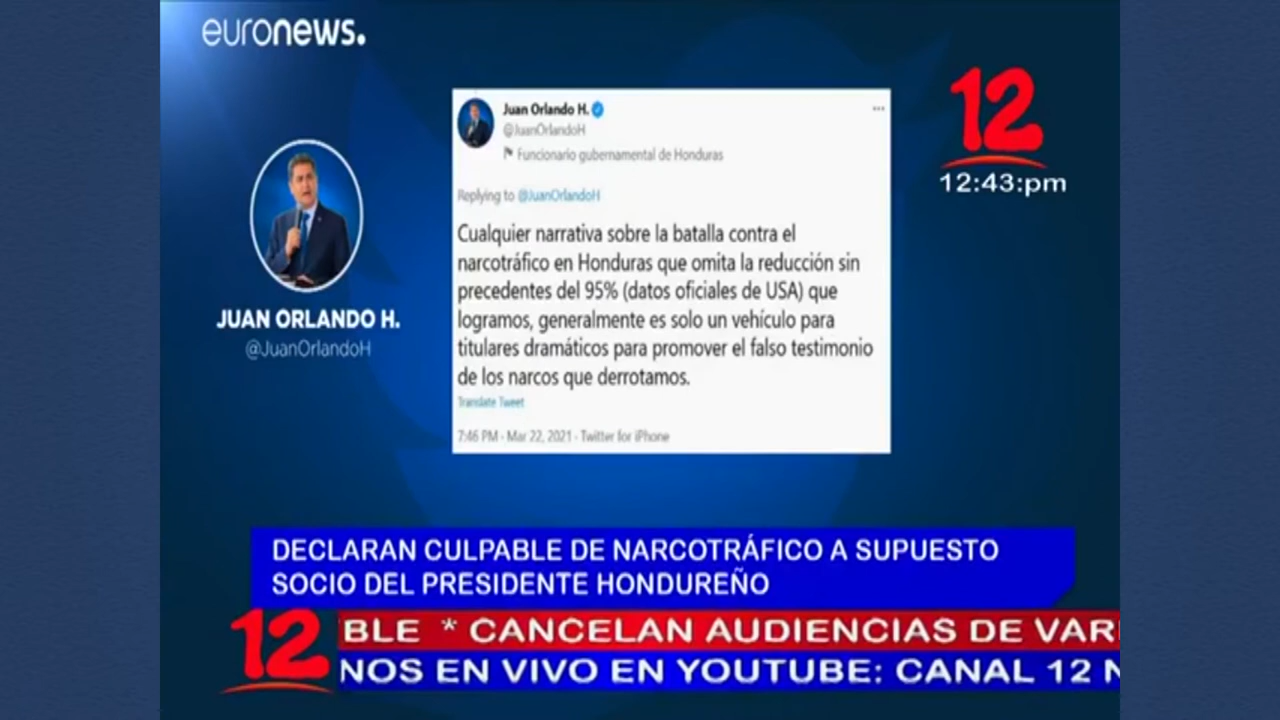 euronews.
12
12:43:pm
Juan Orlando H.
@JuanOrlandoH
Funcionario gubernamental de Honduras
Replying to @JuanOrlandoH
Cualquier narrativa sobre la batalla contra el
narcotráfico en Honduras que omita la reducción sin
precedentes del 95% (datos oficiales de USA) que
logramos, generalmente es solo un vehículo para
titulares dramáticos para promover el falso testimonio
de los narcos que derrotamos.
Translate Tweet
7:46 PM · Mar 22, 2021 · Twitter for iPhone
JUAN ORLANDO H.
@JuanOrlandoH
DECLARAN CULPABLE DE NARCOTRÁFICO A SUPUESTO
SOCIO DEL PRESIDENTE HONDUREÑO
12
BLE * CANCELAN AUDIENCIAS DE VARI
NOS EN VIVO EN YOUTUBE: CANAL 12 N